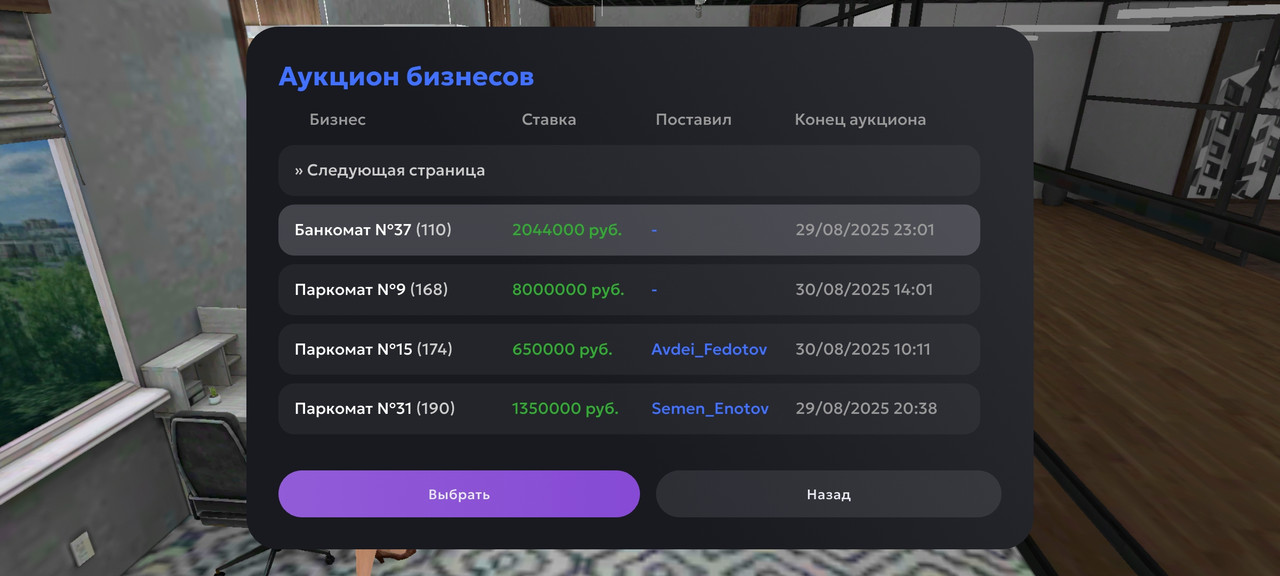 Аукцион бизнесов
Бизнес Ставка Поставил Конец аукциона
» Следующая страница
Банкомат №37 (110) 2044000 руб. - 29/08/2025 23:01
Паркомат №9 (168) 8000000 руб. - 30/08/2025 14:01
Паркомат №15 (174) 650000 руб. Avdei_Fedotov 30/08/2025 10:11
Паркомат №31 (190) 1350000 руб. Semen_Enotov 29/08/2025 20:38
Выбрать Назад